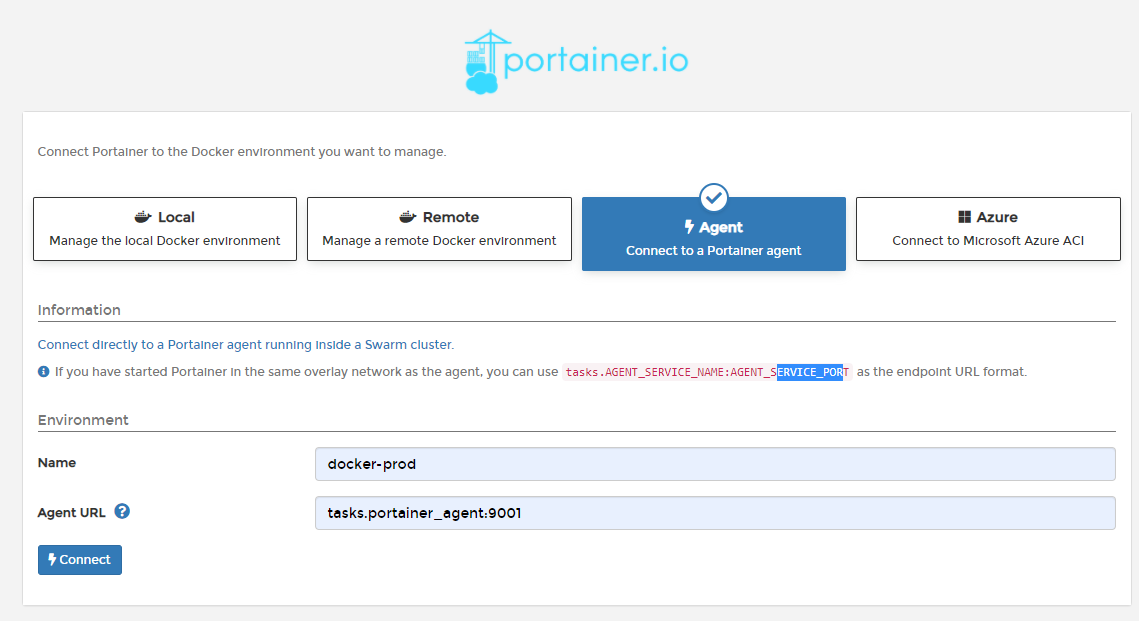 portainer.io
Connect Portainer to the Docker environment you want to manage.
Local
Manage the local Docker environment
Remote
Manage a remote Docker environment
Agent
Connect to a Portainer agent
Azure
Connect to Microsoft Azure ACI
Information
Connect directly to a Portainer agent running inside a Swarm cluster.
If you have started Portainer in the same overlay network as the agent, you can use tasks.AGENT_SERVICE_NAME:AGENT_SERVICE_PORT as the endpoint URL format.
Environment
Name
docker-prod
Agent URL
tasks.portainer_agent:9001
Connect